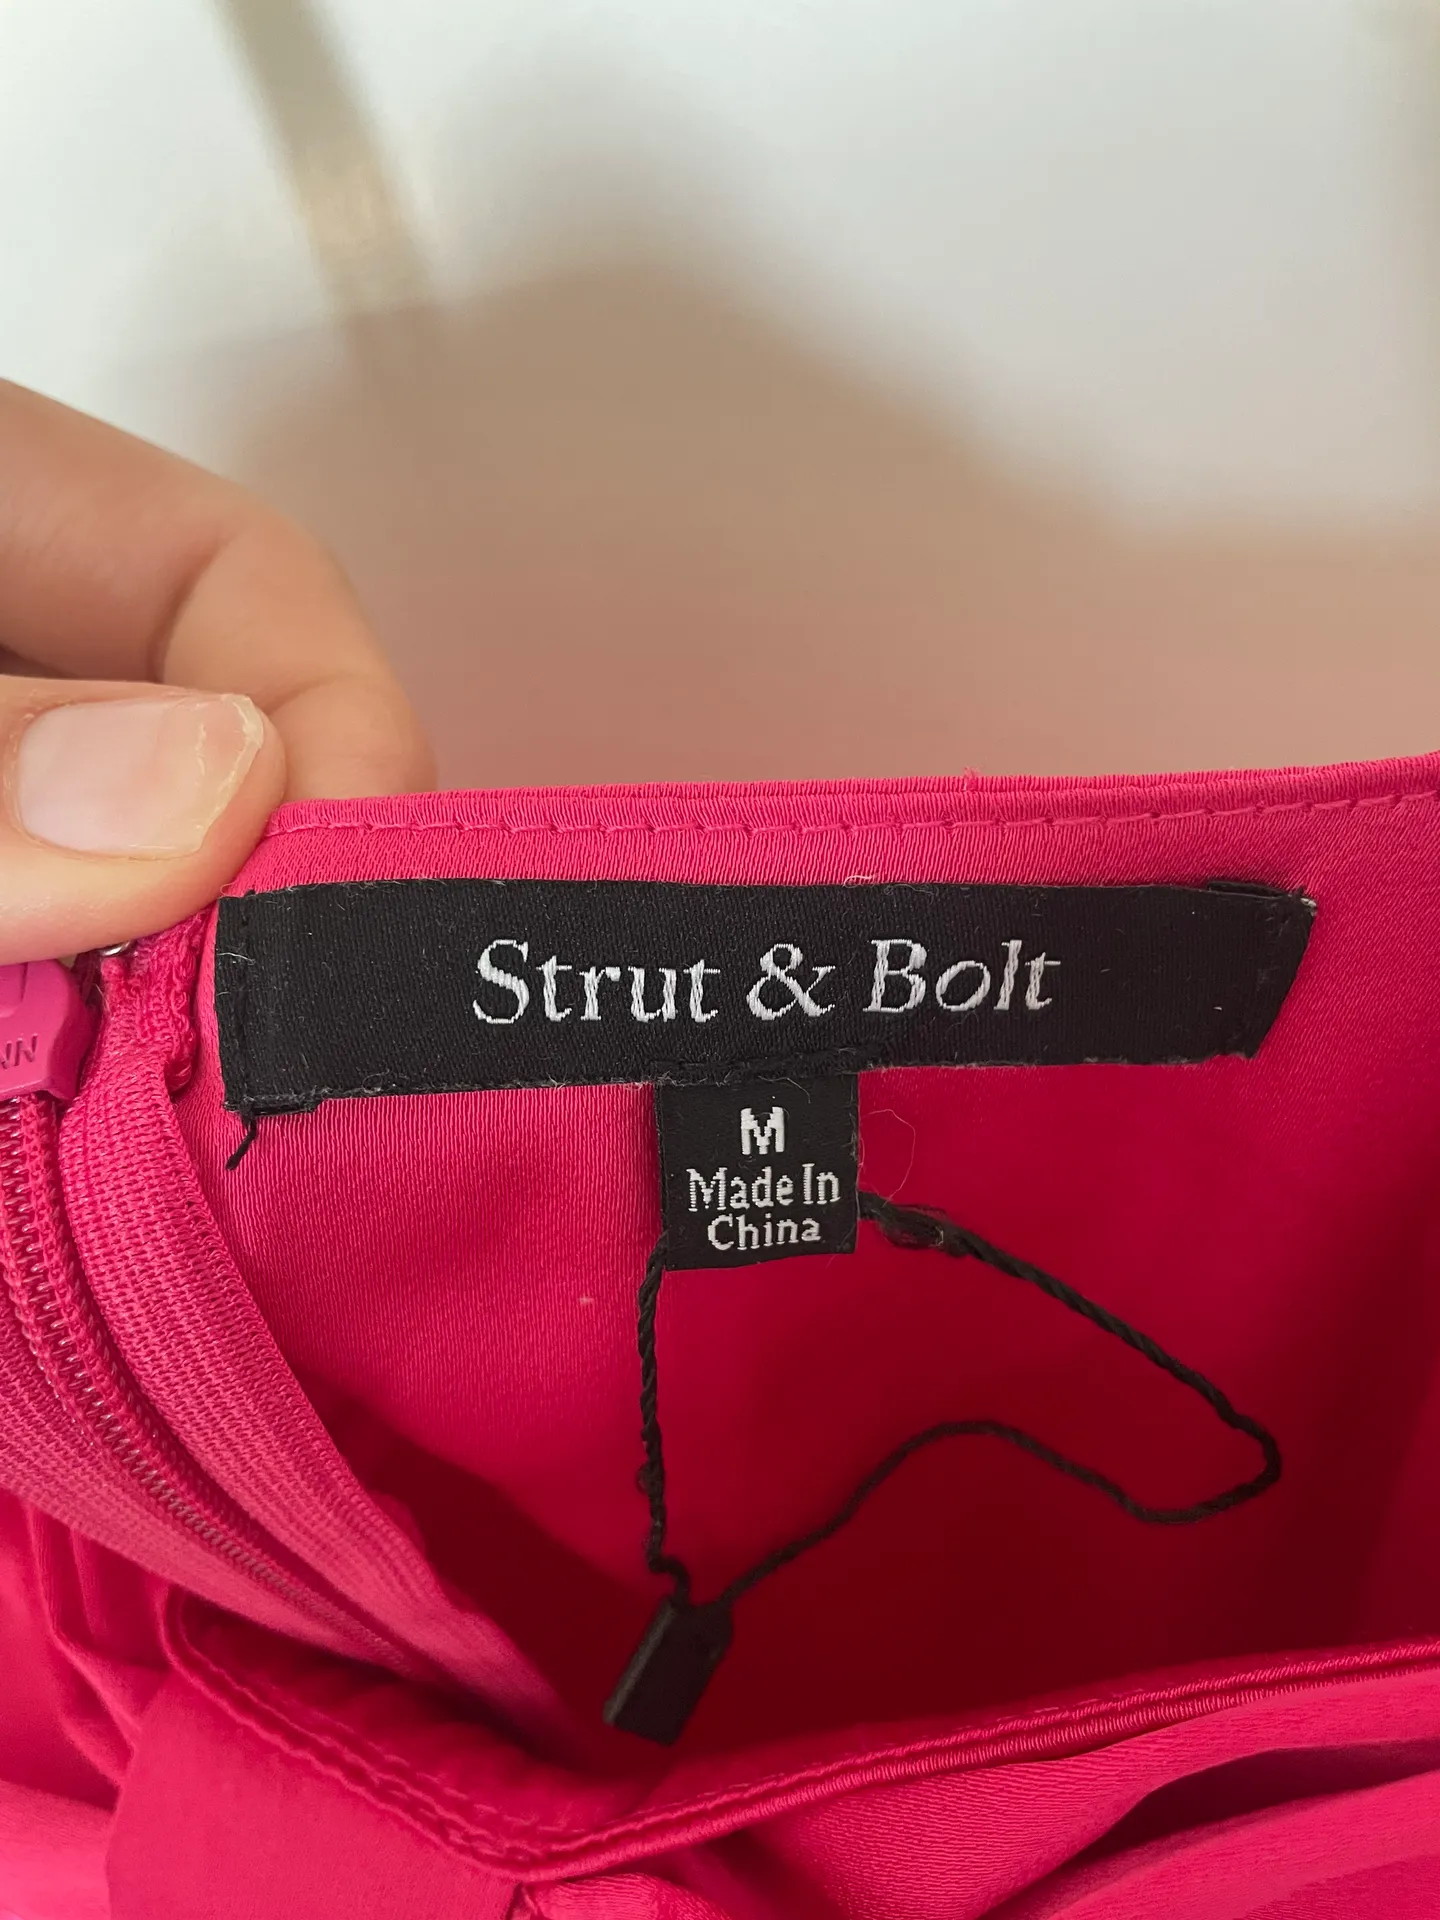 Strut & Bolt
M
Made In
China